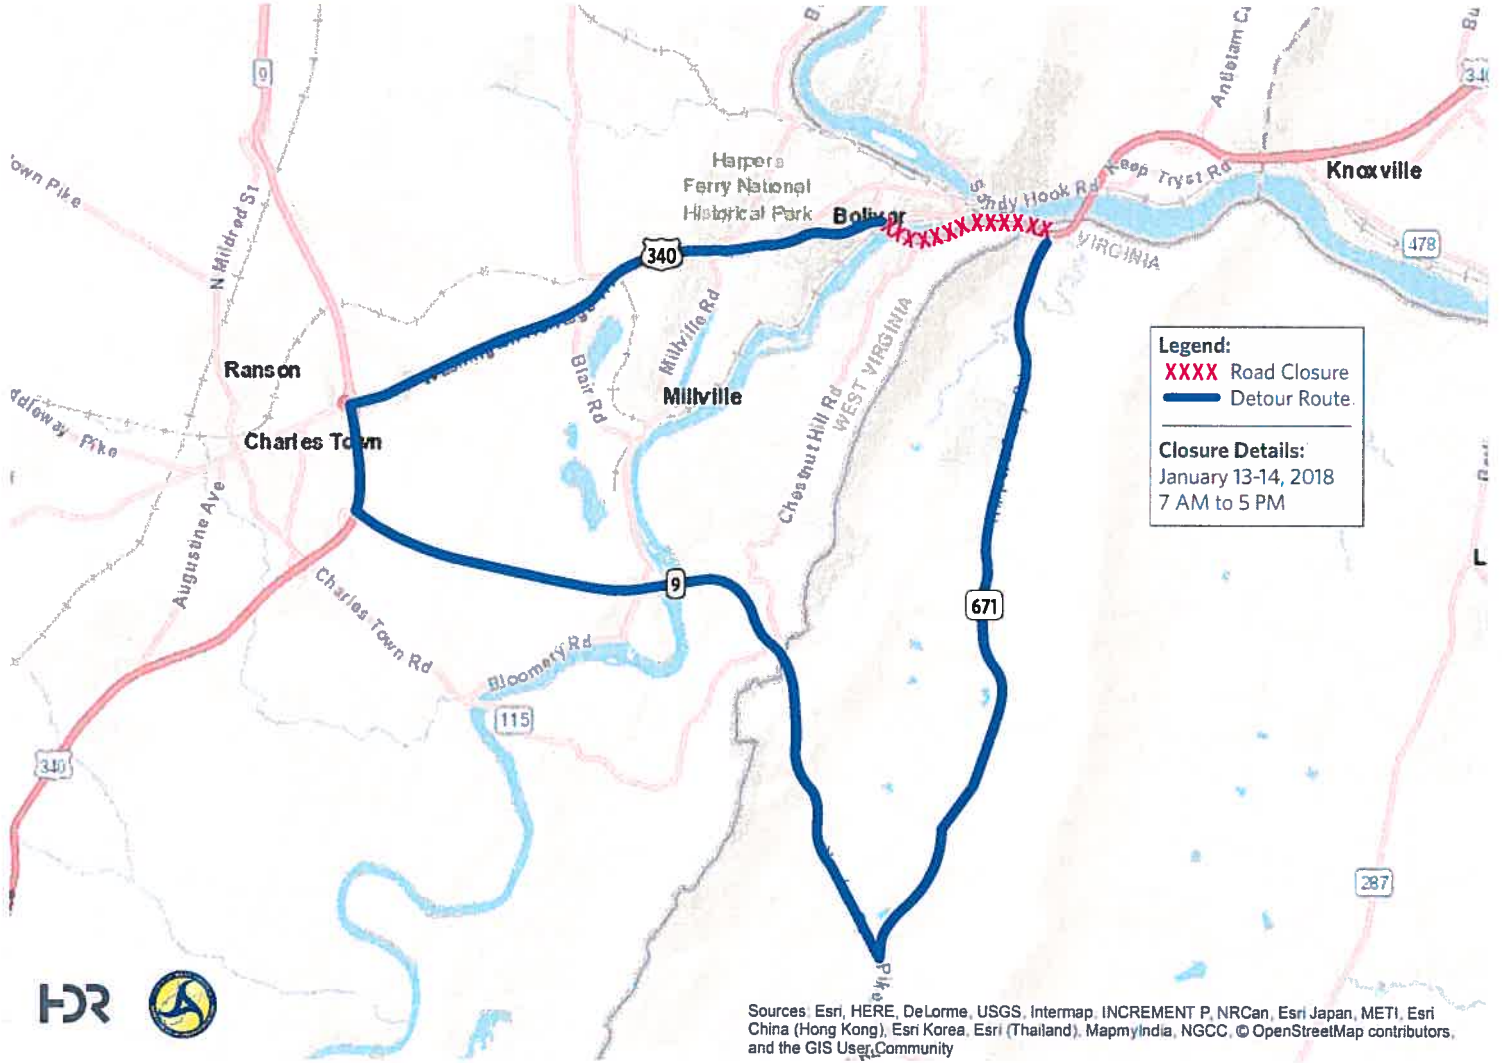 9
B
Antietam C
Bu
340
own Pike
N Mildred St
Harpers
Ferry National
Historical Park
Bolivar
Sandy Hook Rd
Keep Tryst Rd
Knoxville
VIRGINIA
478
340
Millville Rd
WEST VIRGINIA
Ranson
Blair Rd
Millville
Chestnut Hill Rd
Charles Town
Augustine Ave
Charles Town Rd
Bloomery Rd
9
671
115
340
287
L
Pike
Legend:
XXXX Road Closure
Detour Route
Closure Details:
January 13-14, 2018
7 AM to 5 PM
HDR
Sources: Esri, HERE, DeLorme, USGS, Intermap, INCREMENT P, NRCan, Esri Japan, METI, Esri
China (Hong Kong), Esri Korea, Esri (Thailand), MapmyIndia, NGCC, © OpenStreetMap contributors,
and the GIS User Community